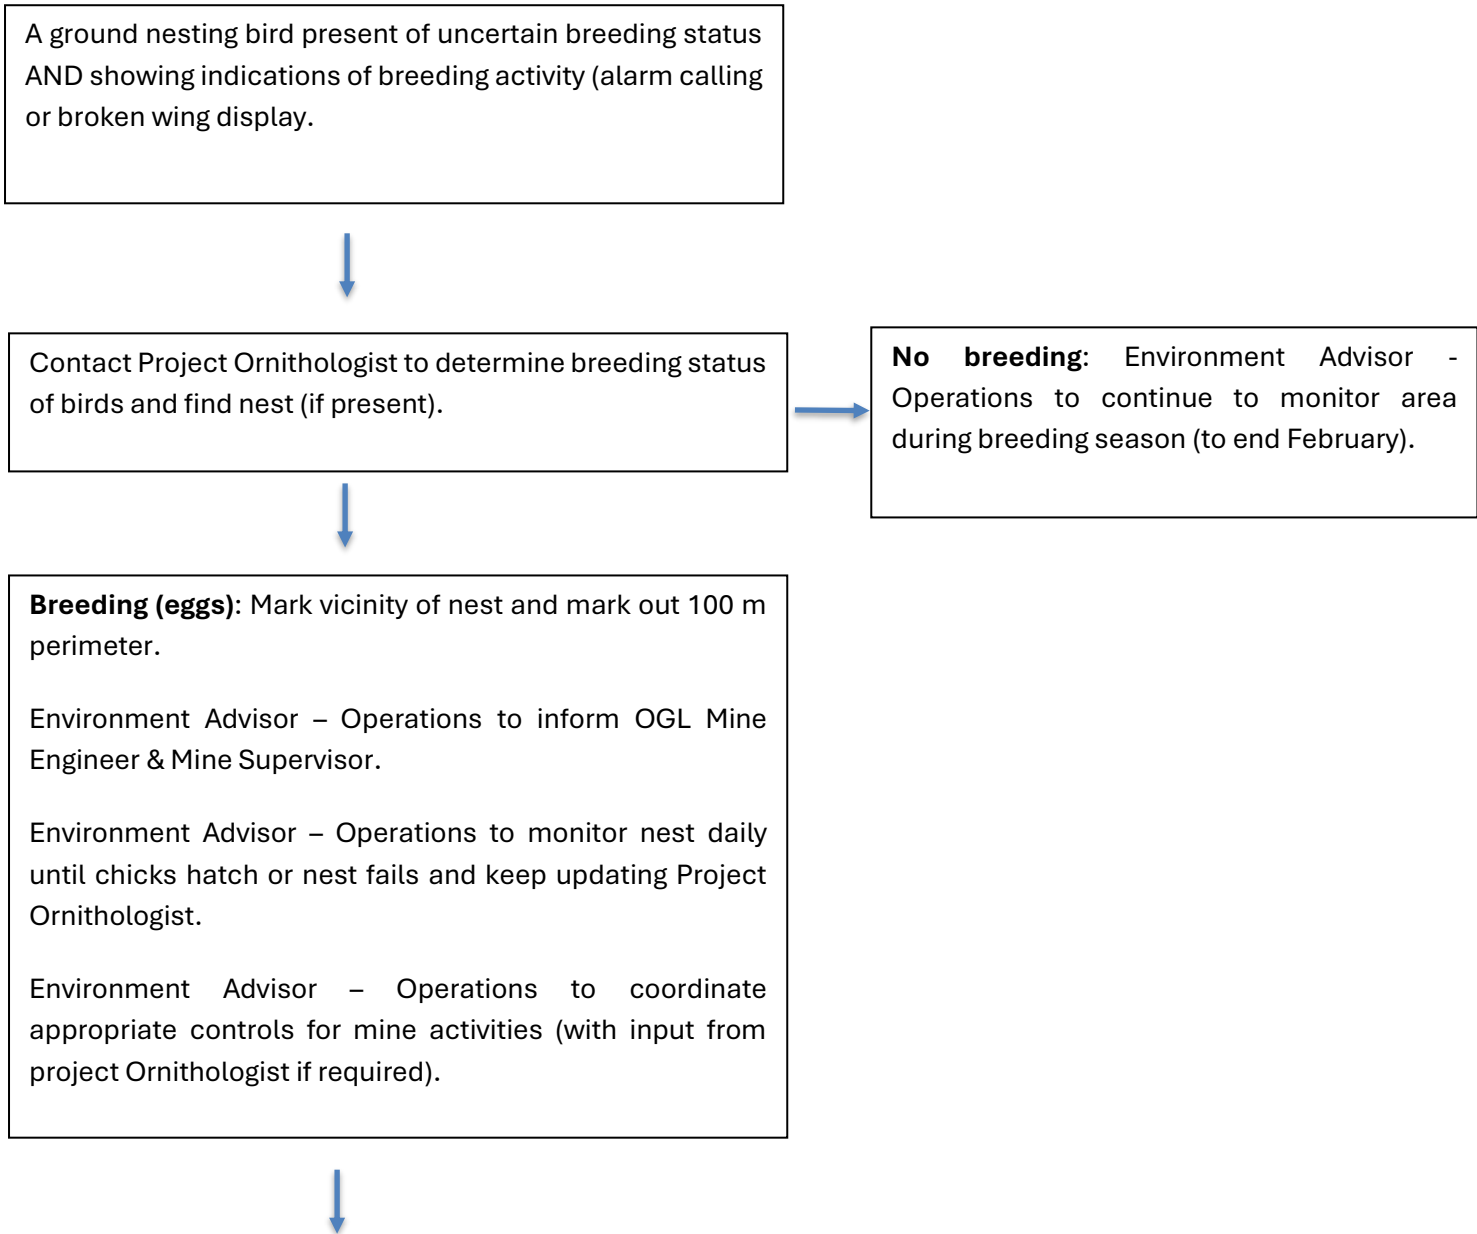 A ground nesting bird present of uncertain breeding status
AND showing indications of breeding activity (alarm calling
or broken wing display.
Contact Project Ornithologist to determine breeding status
of birds and find nest (if present).
No breeding: Environment Advisor -
Operations to continue to monitor area
during breeding season (to end February).
Breeding (eggs): Mark vicinity of nest and mark out 100 m
perimeter.
Environment Advisor – Operations to inform OGL Mine
Engineer & Mine Supervisor.
Environment Advisor – Operations to monitor nest daily
until chicks hatch or nest fails and keep updating Project
Ornithologist.
Environment Advisor – Operations to coordinate
appropriate controls for mine activities (with input from
project Ornithologist if required).